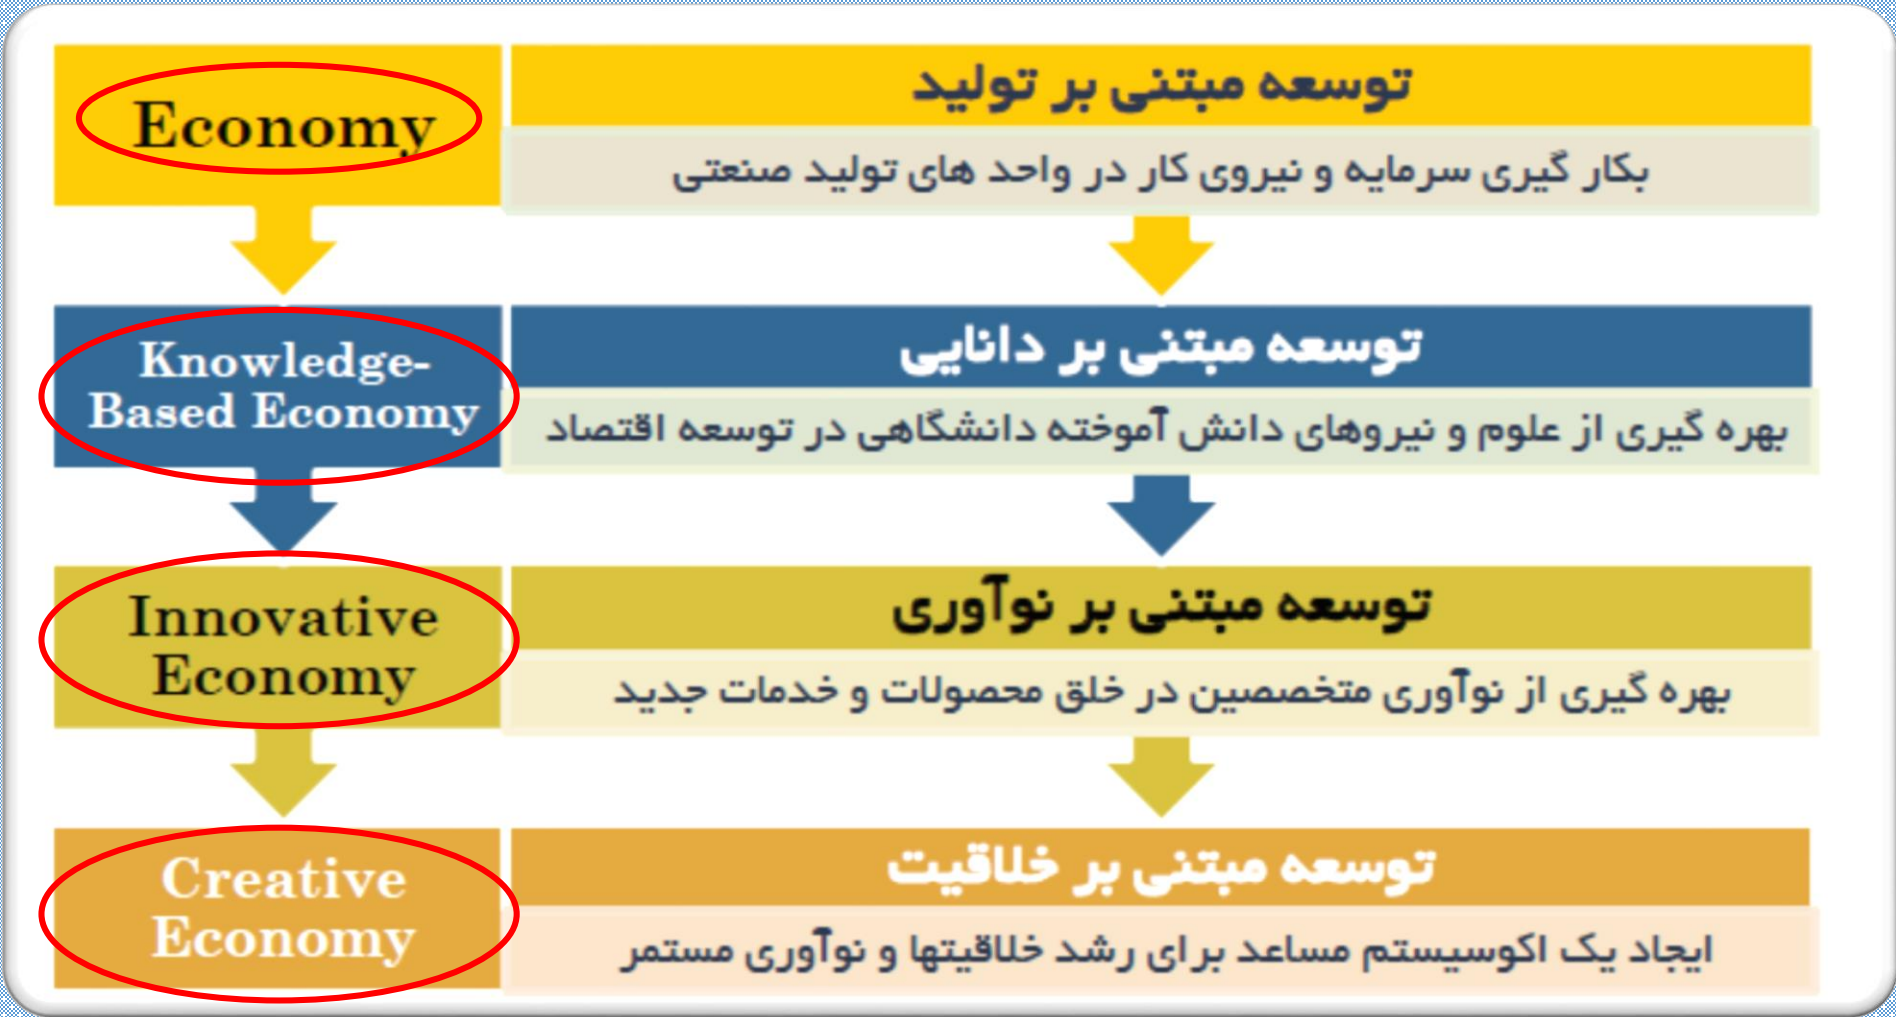 Economy
توسعه مبتنی بر تولید
بکار گیری سرمایه و نیروی کار در واحد های تولید صنعتی
Knowledge-
Based Economy
توسعه مبتنی بر دانایی
بهره گیری از علوم و نیروهای دانش آموخته دانشگاهی در توسعه اقتصاد
Innovative
Economy
توسعه مبتنی بر نوآوری
بهره گیری از نوآوری متخصصین در خلق محصولات و خدمات جدید
Creative
Economy
توسعه مبتنی بر خلاقیت
ایجاد یک اکوسیستم مساعد برای رشد خلاقیتها و نوآوری مستمر